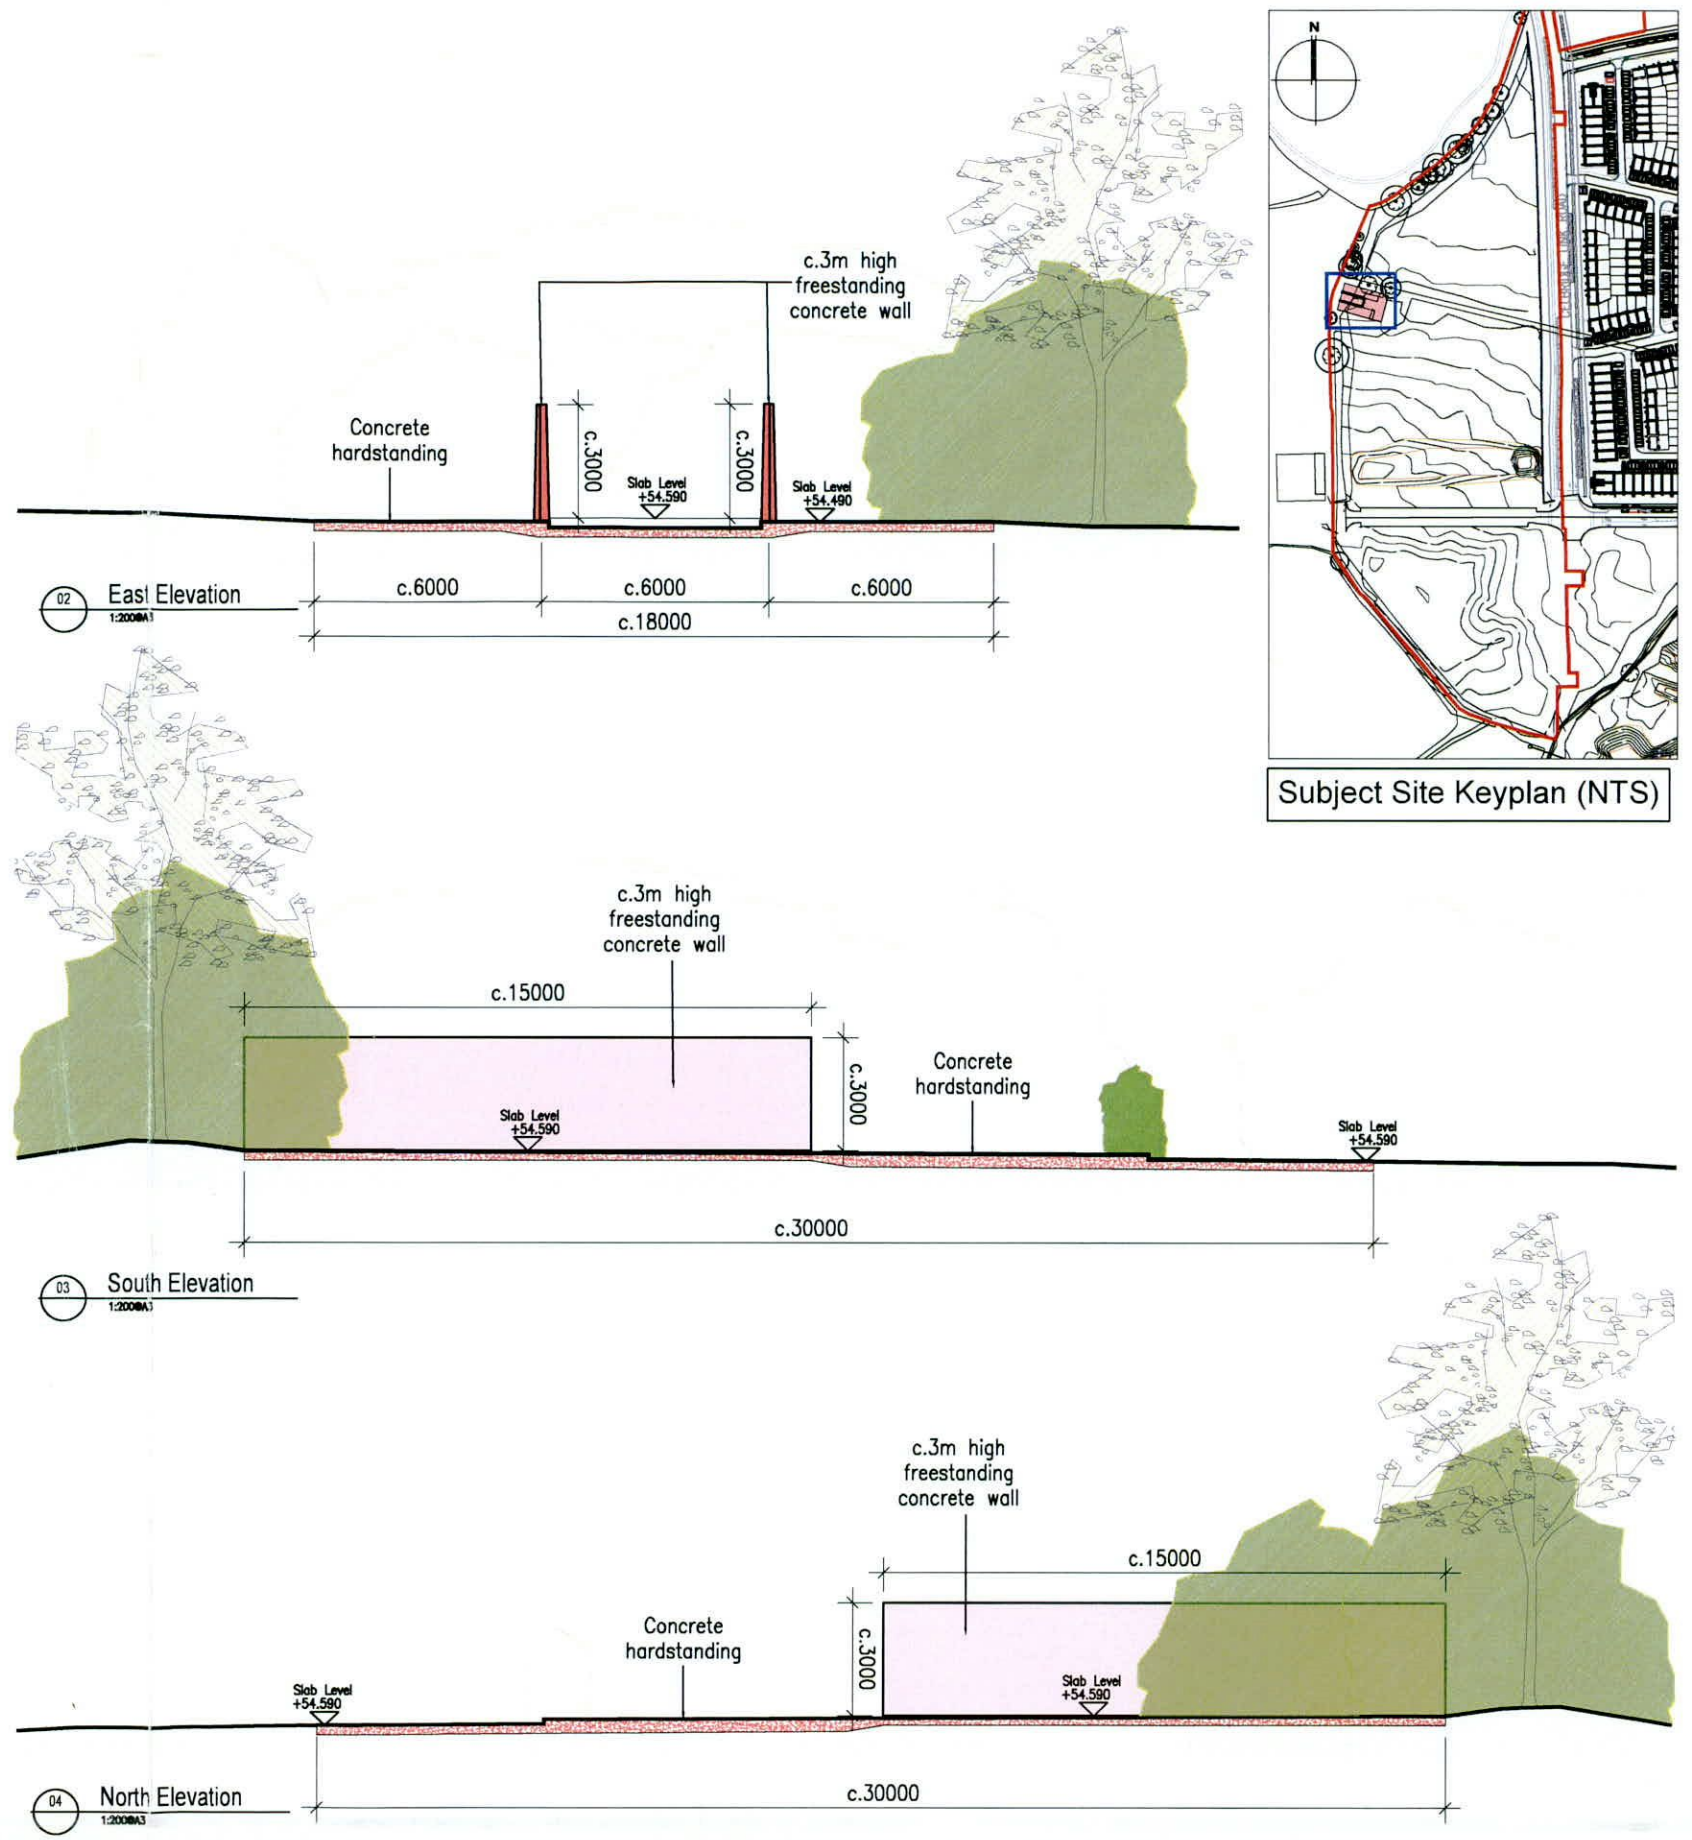 N
c.3m high
freestanding
concrete wall
Concrete
hardstanding
c.3000
c.3000
Slab Level
+54.590
Slab Level
+54.490
c.6000
c.6000
c.6000
c.18000
02
East Elevation
1:200@A3
Subject Site Keyplan (NTS)
c.3m high
freestanding
concrete wall
c.15000
c.3000
Concrete
hardstanding
Slab Level
+54.590
Slab Level
+54.590
c.30000
03
South Elevation
1:200@A3
c.3m high
freestanding
concrete wall
c.15000
c.3000
Concrete
hardstanding
Slab Level
+54.590
Slab Level
+54.590
c.30000
04
North Elevation
1:200@A3